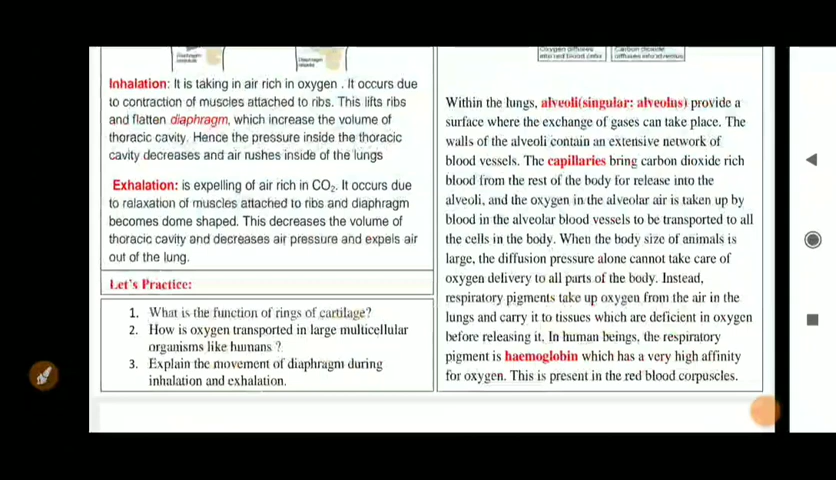 Inhalation: It is taking in air rich in oxygen . It occurs due
to contraction of muscles attached to ribs. This lifts ribs
and flatten diaphragm, which increase the volume of
thoracic cavity. Hence the pressure inside the thoracic
cavity decreases and air rushes inside of the lungs
Exhalation: is expelling of air rich in CO₂. It occurs due
to relaxation of muscles attached to ribs and diaphragm
becomes dome shaped. This decreases the volume of
thoracic cavity and decreases air pressure and expels air
out of the lung.
Let's Practice:
1. What is the function of rings of cartilage?
2. How is oxygen transported in large multicellular
organisms like humans ?
3. Explain the movement of diaphragm during
inhalation and exhalation.
Oxygen diffuses
into red blood cells
Carbon dioxide
diffuses into alveolus
Within the lungs, alveoli(singular: alveolus) provide a
surface where the exchange of gases can take place. The
walls of the alveoli contain an extensive network of
blood vessels. The capillaries bring carbon dioxide rich
blood from the rest of the body for release into the
alveoli, and the oxygen in the alveolar air is taken up by
blood in the alveolar blood vessels to be transported to all
the cells in the body. When the body size of animals is
large, the diffusion pressure alone cannot take care of
oxygen delivery to all parts of the body. Instead,
respiratory pigments take up oxygen from the air in the
lungs and carry it to tissues which are deficient in oxygen
before releasing it. In human beings, the respiratory
pigment is haemoglobin which has a very high affinity
for oxygen. This is present in the red blood corpuscles.